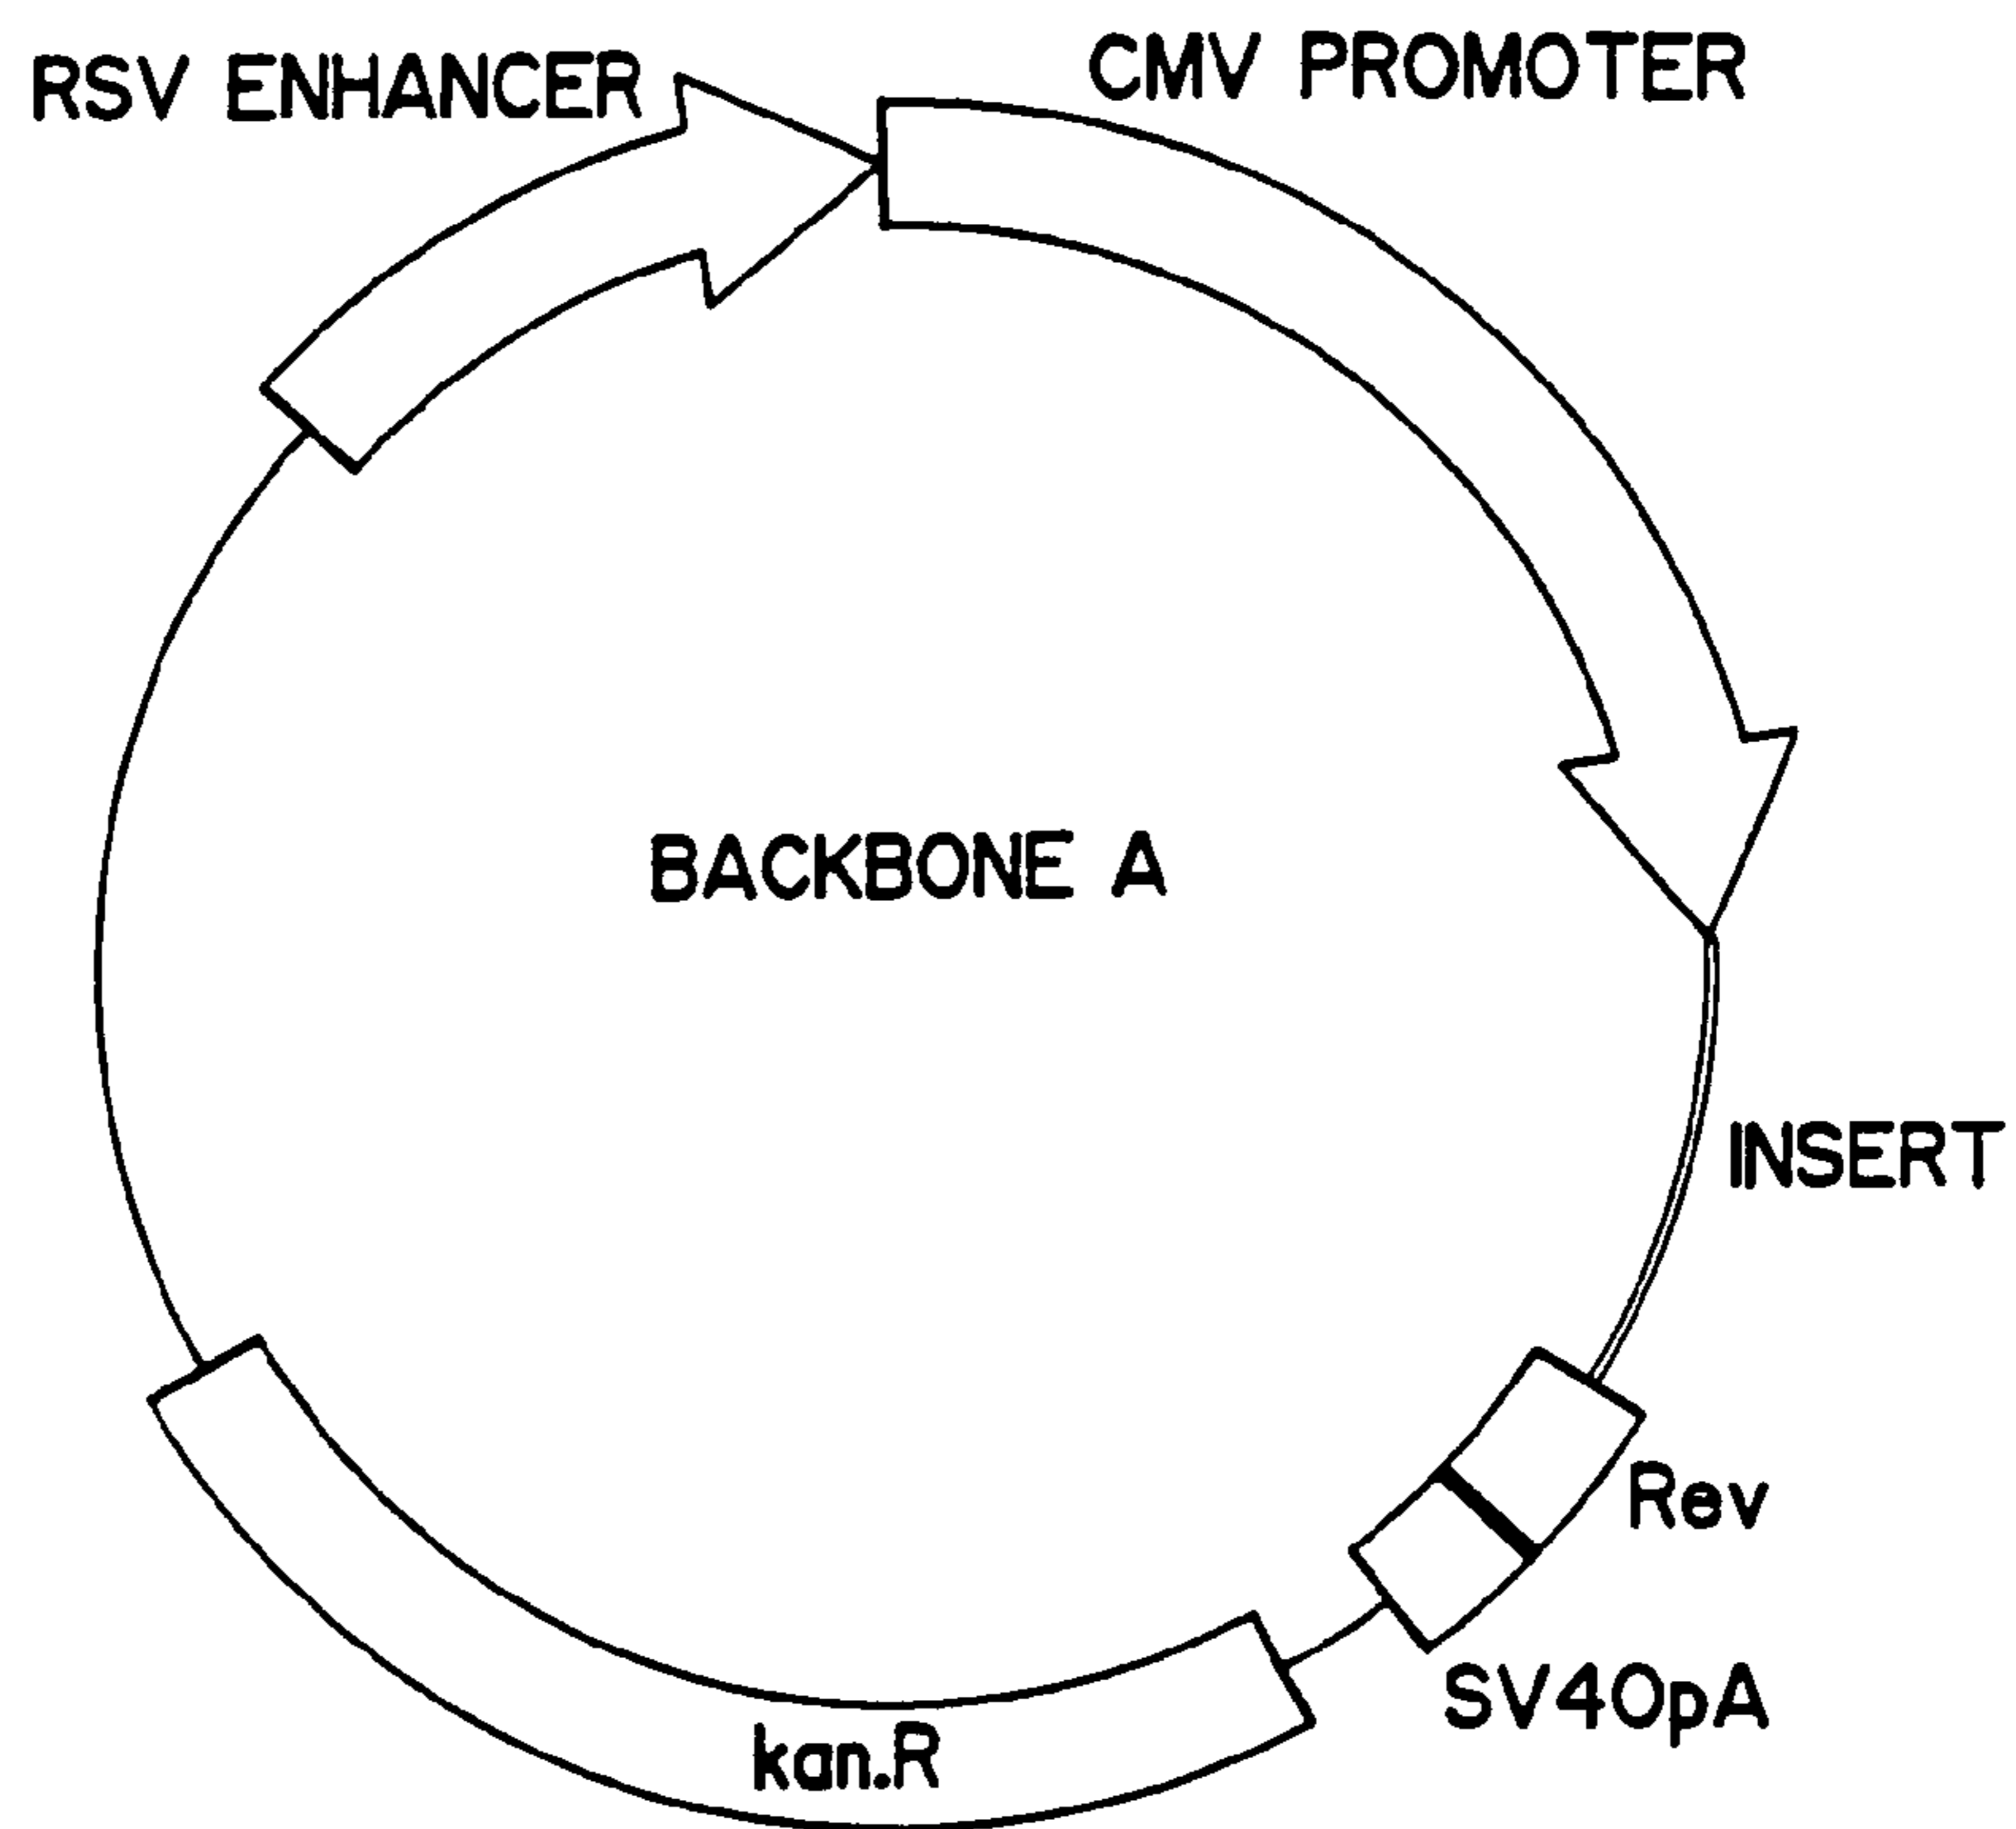 RSV ENHANCER
CMV PROMOTER
BACKBONE A
INSERT
Rev
SV40pA
kan.R